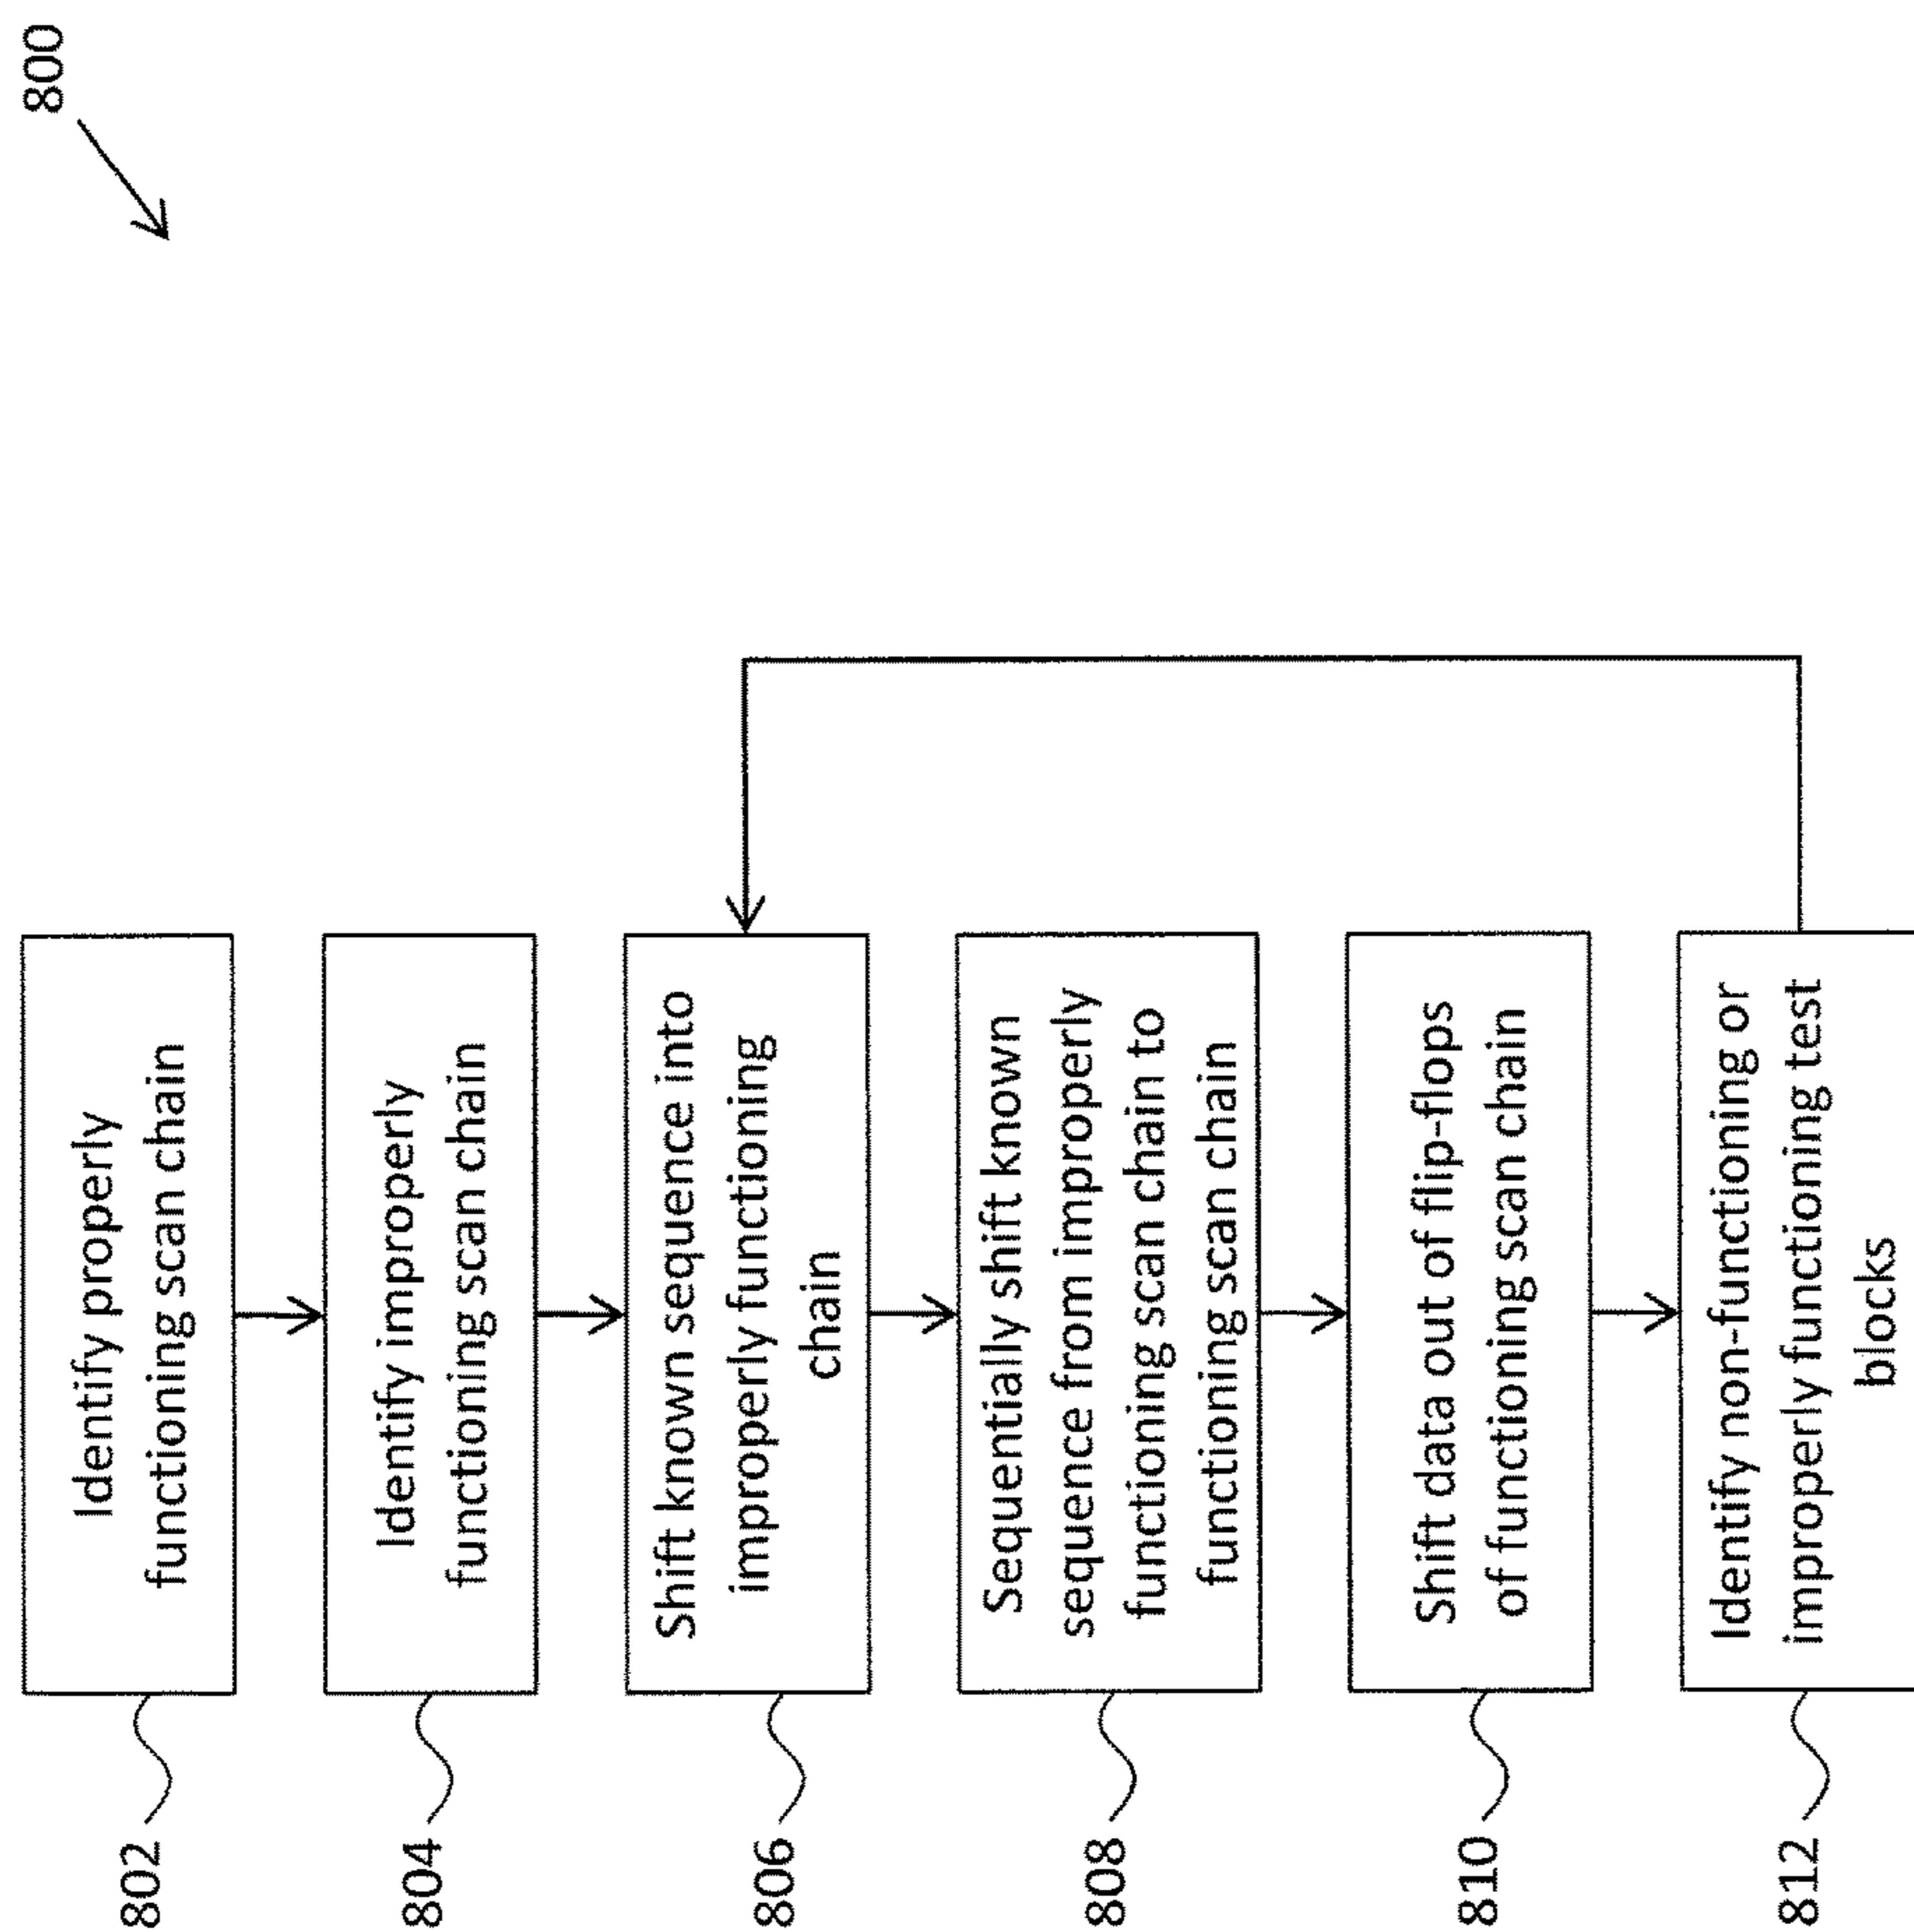 800
802
Identify properly
functioning scan chain
804
Identify improperly
functioning scan chain
806
Shift known sequence into
improperly functioning
chain
808
Sequentially shift known
sequence from improperly
functioning scan chain to
functioning scan chain
810
Shift data out of flip-flops
of functioning scan chain
812
Identify non-functioning or
improperly functioning test
blocks